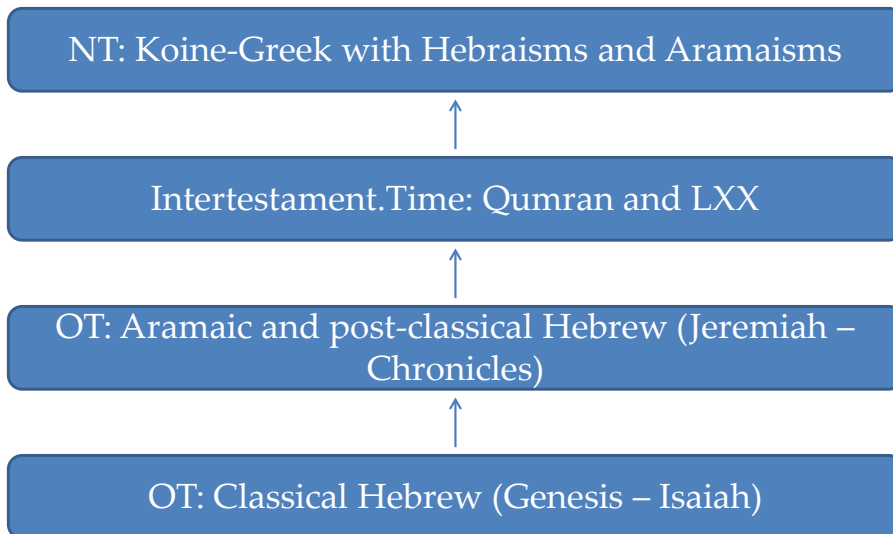 NT: Koine-Greek with Hebraisms and Aramaisms
Intertestament.Time: Qumran and LXX
OT: Aramaic and post-classical Hebrew (Jeremiah –
Chronicles)
OT: Classical Hebrew (Genesis – Isaiah)